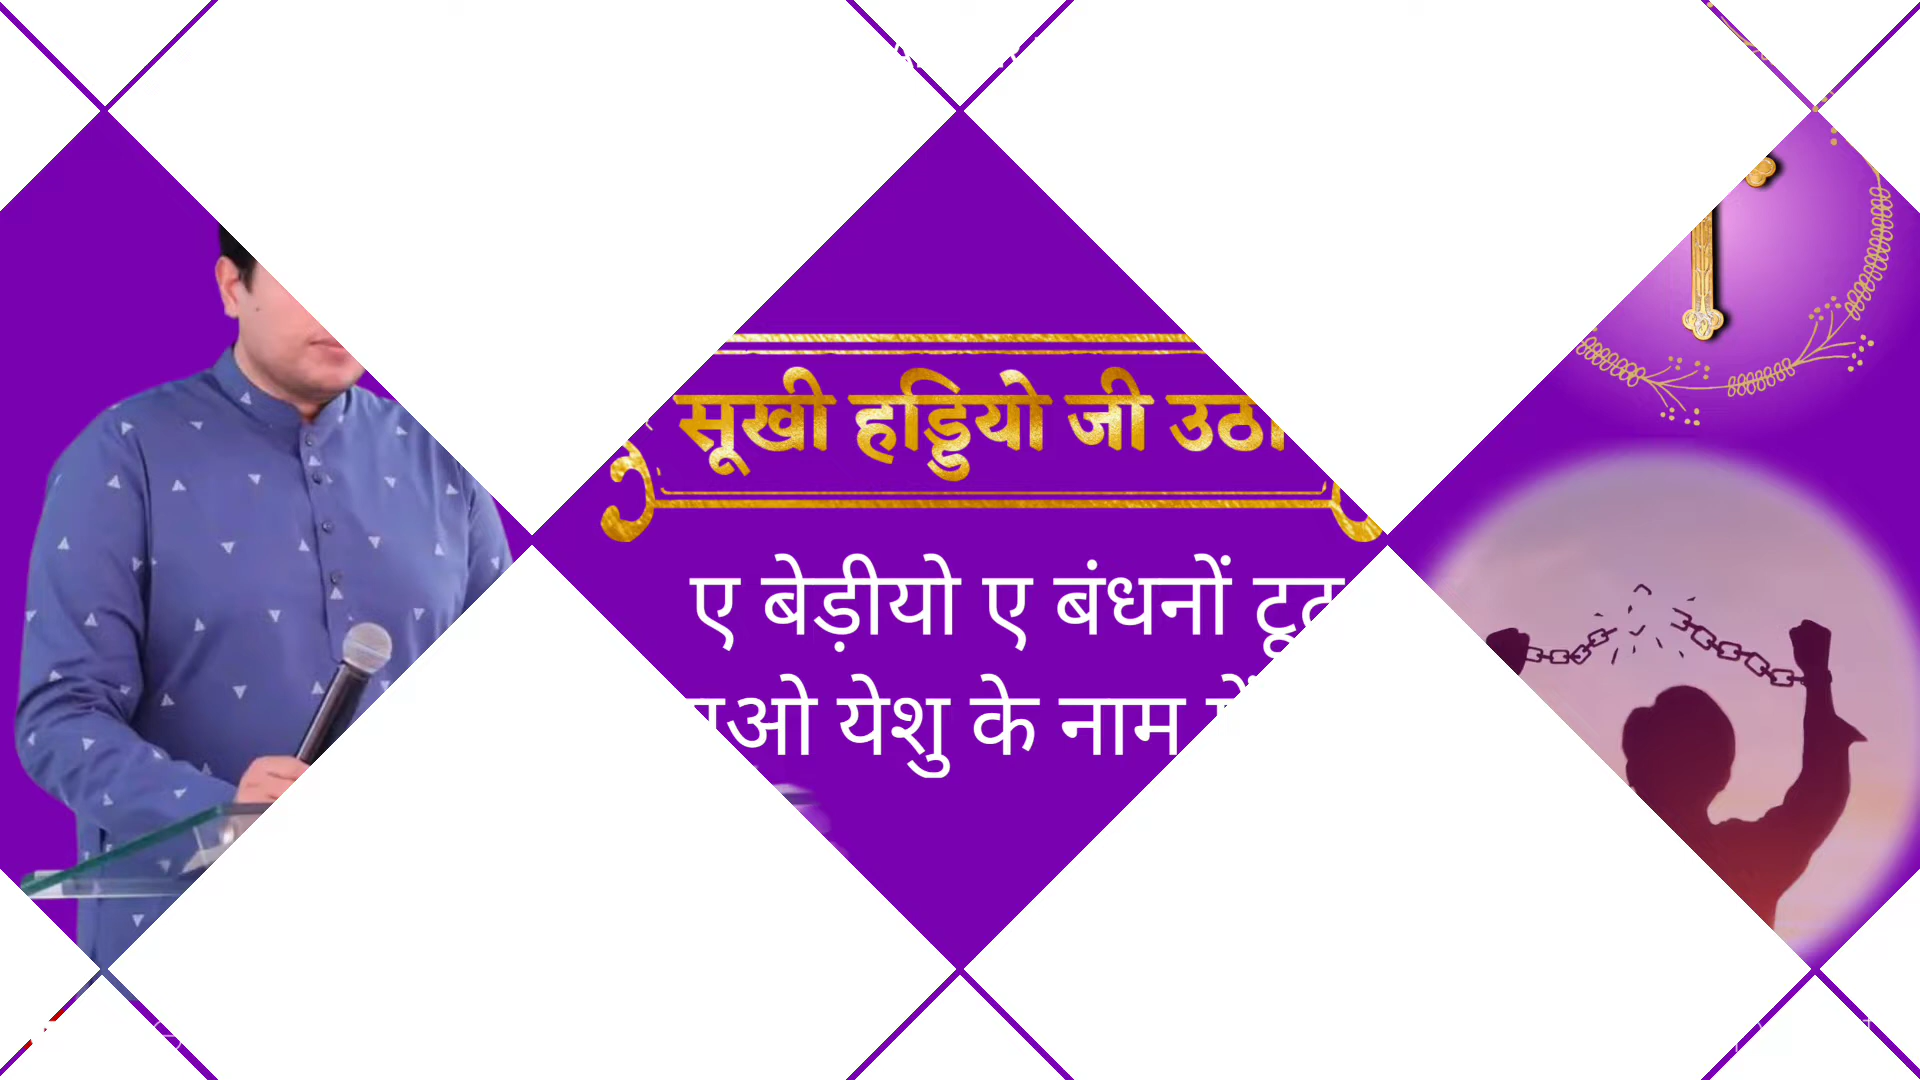 सूखी हड्डियो जी उठो
ए बेड़ीयो ए बंधनों
येशु के नाम